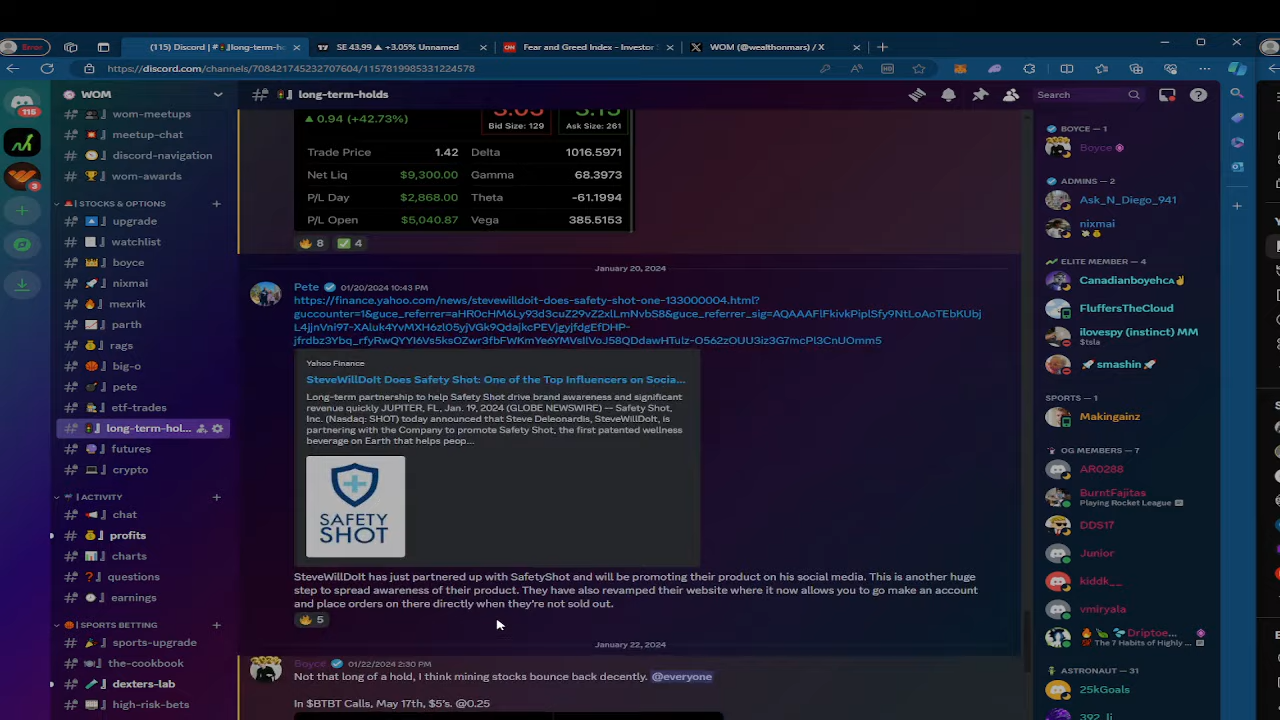 Error
(115) Discord | #
long-term-h
SE 43.99 ▲ +3.05% Unnamed
Fear and Greed Index - Investor S
WOM (@wealthonmars) / X
https://discord.com/channels/708421745232707604/1157819985331224578
115
3
WOM
wom-meetups
meetup-chat
discord-navigation
wom-awards
STOCKS & OPTIONS
upgrade
watchlist
boyce
nixmai
mexrik
parth
rags
big-o
pete
etf-trades
long-term-hol...
futures
crypto
ACTIVITY
chat
profits
charts
questions
earnings
SPORTS BETTING
sports-upgrade
the-cookbook
dexters-lab
high-risk-bets
long-term-holds
Search
▲ 0.94 (+42.73%)
3.05
3.15
Bid Size: 129
Ask Size: 261
Trade Price 1.42 Delta 1016.5971
Net Liq $9,300.00 Gamma 68.3973
P/L Day $2,868.00 Theta -61.1994
P/L Open $5,040.87 Vega 385.5153
8
4
January 20, 2024
Pete 01/20/2024 10:43 PM
https://finance.yahoo.com/news/stevewilldoit-does-safety-shot-one-133000004.html?
Yahoo Finance
SteveWillDoIt Does Safety Shot: One of the Top Influencers on Socia...
Long-term partnership to help Safety Shot drive brand awareness and significant
revenue quickly JUPITER, FL, Jan. 19, 2024 (GLOBE NEWSWIRE) -- Safety Shot,
Inc. (Nasdaq: SHOT) today announced that Steve Deleonardis, SteveWillDoIt, is
partnering with the Company to promote Safety Shot, the first patented wellness
beverage on Earth that helps peop...
SAFETY
SHOT
SteveWillDoIt has just partnered up with SafetyShot and will be promoting their product on his social media. This is another huge
step to spread awareness of their product. They have also revamped their website where it now allows you to go make an account
and place orders on there directly when they're not sold out.
5
January 22, 2024
Boyce 01/22/2024 2:30 PM
Not that long of a hold, I think mining stocks bounce back decently. @everyone
In $BTBT Calls, May 17th, $5's. @0.25
BOYCE — 1
Boyce
ADMINS — 2
Ask_N_Diego_941
nixmai
ELITE MEMBER — 4
Canadianboyehca
FluffersTheCloud
ilovespy (instinct) MM
$tsla
smashin
SPORTS — 1
Makingainz
OG MEMBERS — 7
AR0288
BurntFajitas
Playing Rocket League
DDS17
Junior
kiddk__
vmiryala
Driptoe...
The 7 Habits of Highly ...
ASTRONAUT — 31
25kGoals
392_li